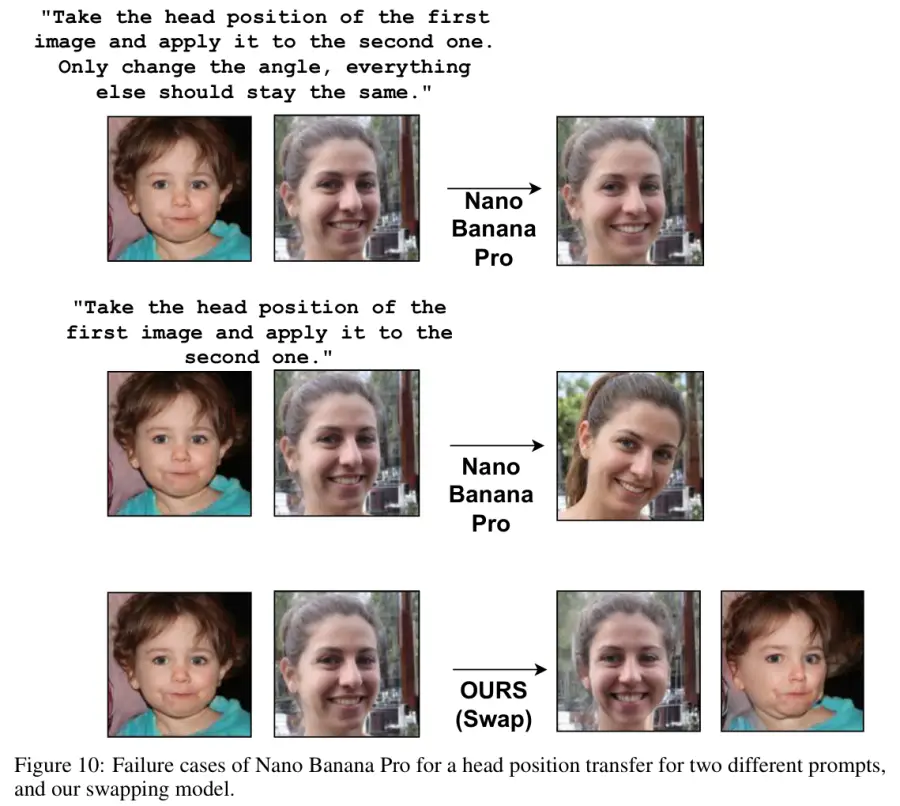 "Take the head position of the first
image and apply it to the second one.
Only change the angle, everything
else should stay the same."
Nano
Banana
Pro
"Take the head position of the
first image and apply it to the
second one."
Nano
Banana
Pro
OURS
(Swap)
Figure 10: Failure cases of Nano Banana Pro for a head position transfer for two different prompts,
and our swapping model.